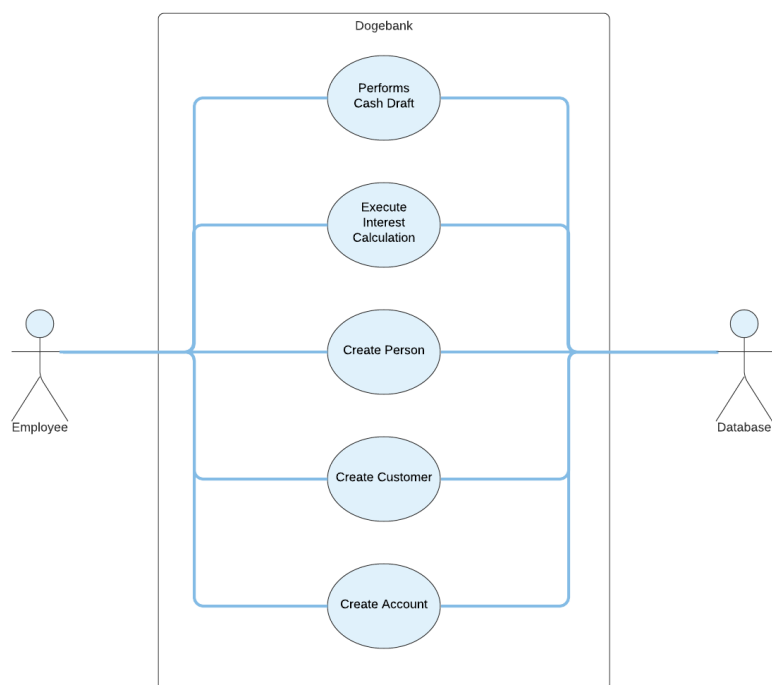 Dogebank
Performs
Cash Draft
Execute
Interest
Calculation
Create Person
Employee
Database
Create Customer
Create Account